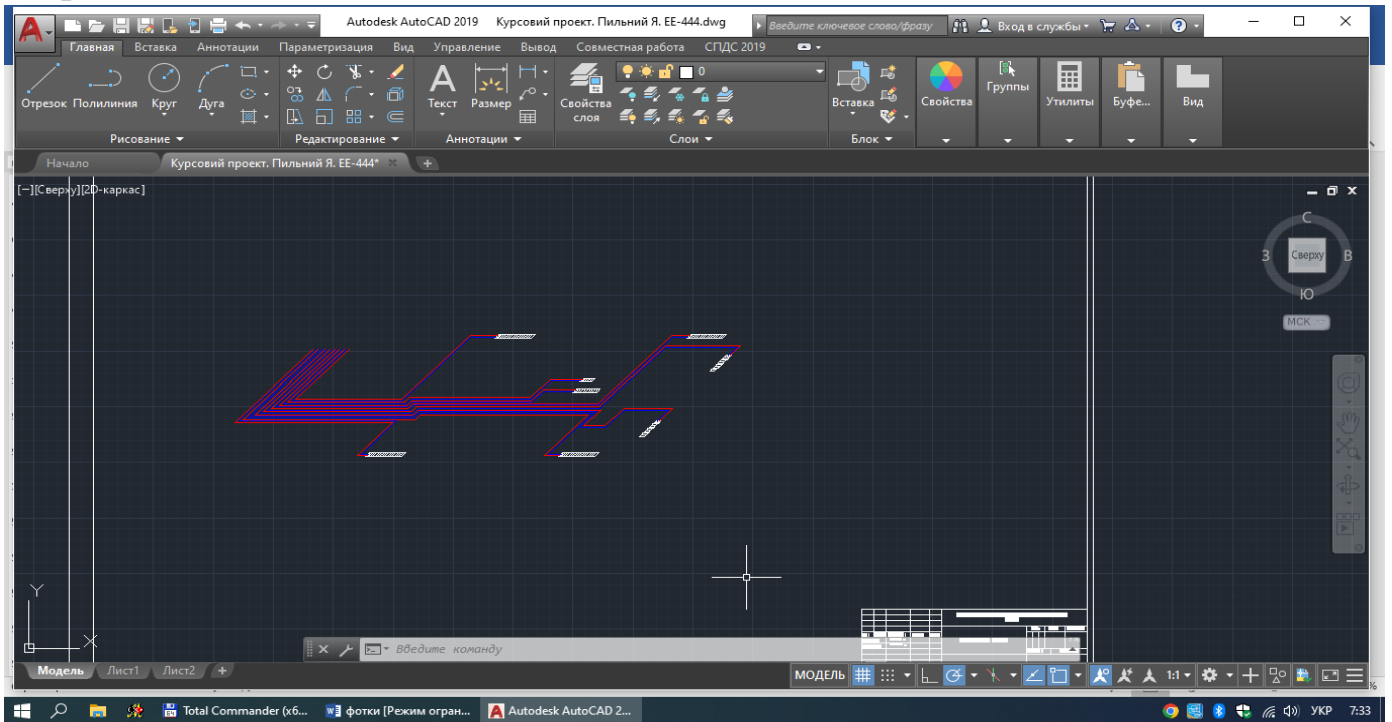 Autodesk AutoCAD 2019 Курсовий проект. Пильний Я. ЕЕ-444.dwg Введите ключевое слово/фразу Вход в службы
Главная Вставка Аннотации Параметризация Вид Управление Вывод Совместная работа СПДС 2019
0
Отрезок Полилиния Круг Дуга Текст Размер Свойства слоя Вставка Свойства Группы Утилиты Буфе... Вид
Рисование Редактирование Аннотации Слои Блок
Начало Курсовий проект. Пильний Я. ЕЕ-444*
[−][Сверху][2D-каркас]
С
З Сверху В
Ю
МСК
Y
X
Введите команду
Модель Лист1 Лист2 МОДЕЛЬ 1:1
%
Total Commander (x6... фотки [Режим огран... Autodesk AutoCAD 2... УКР 7:33